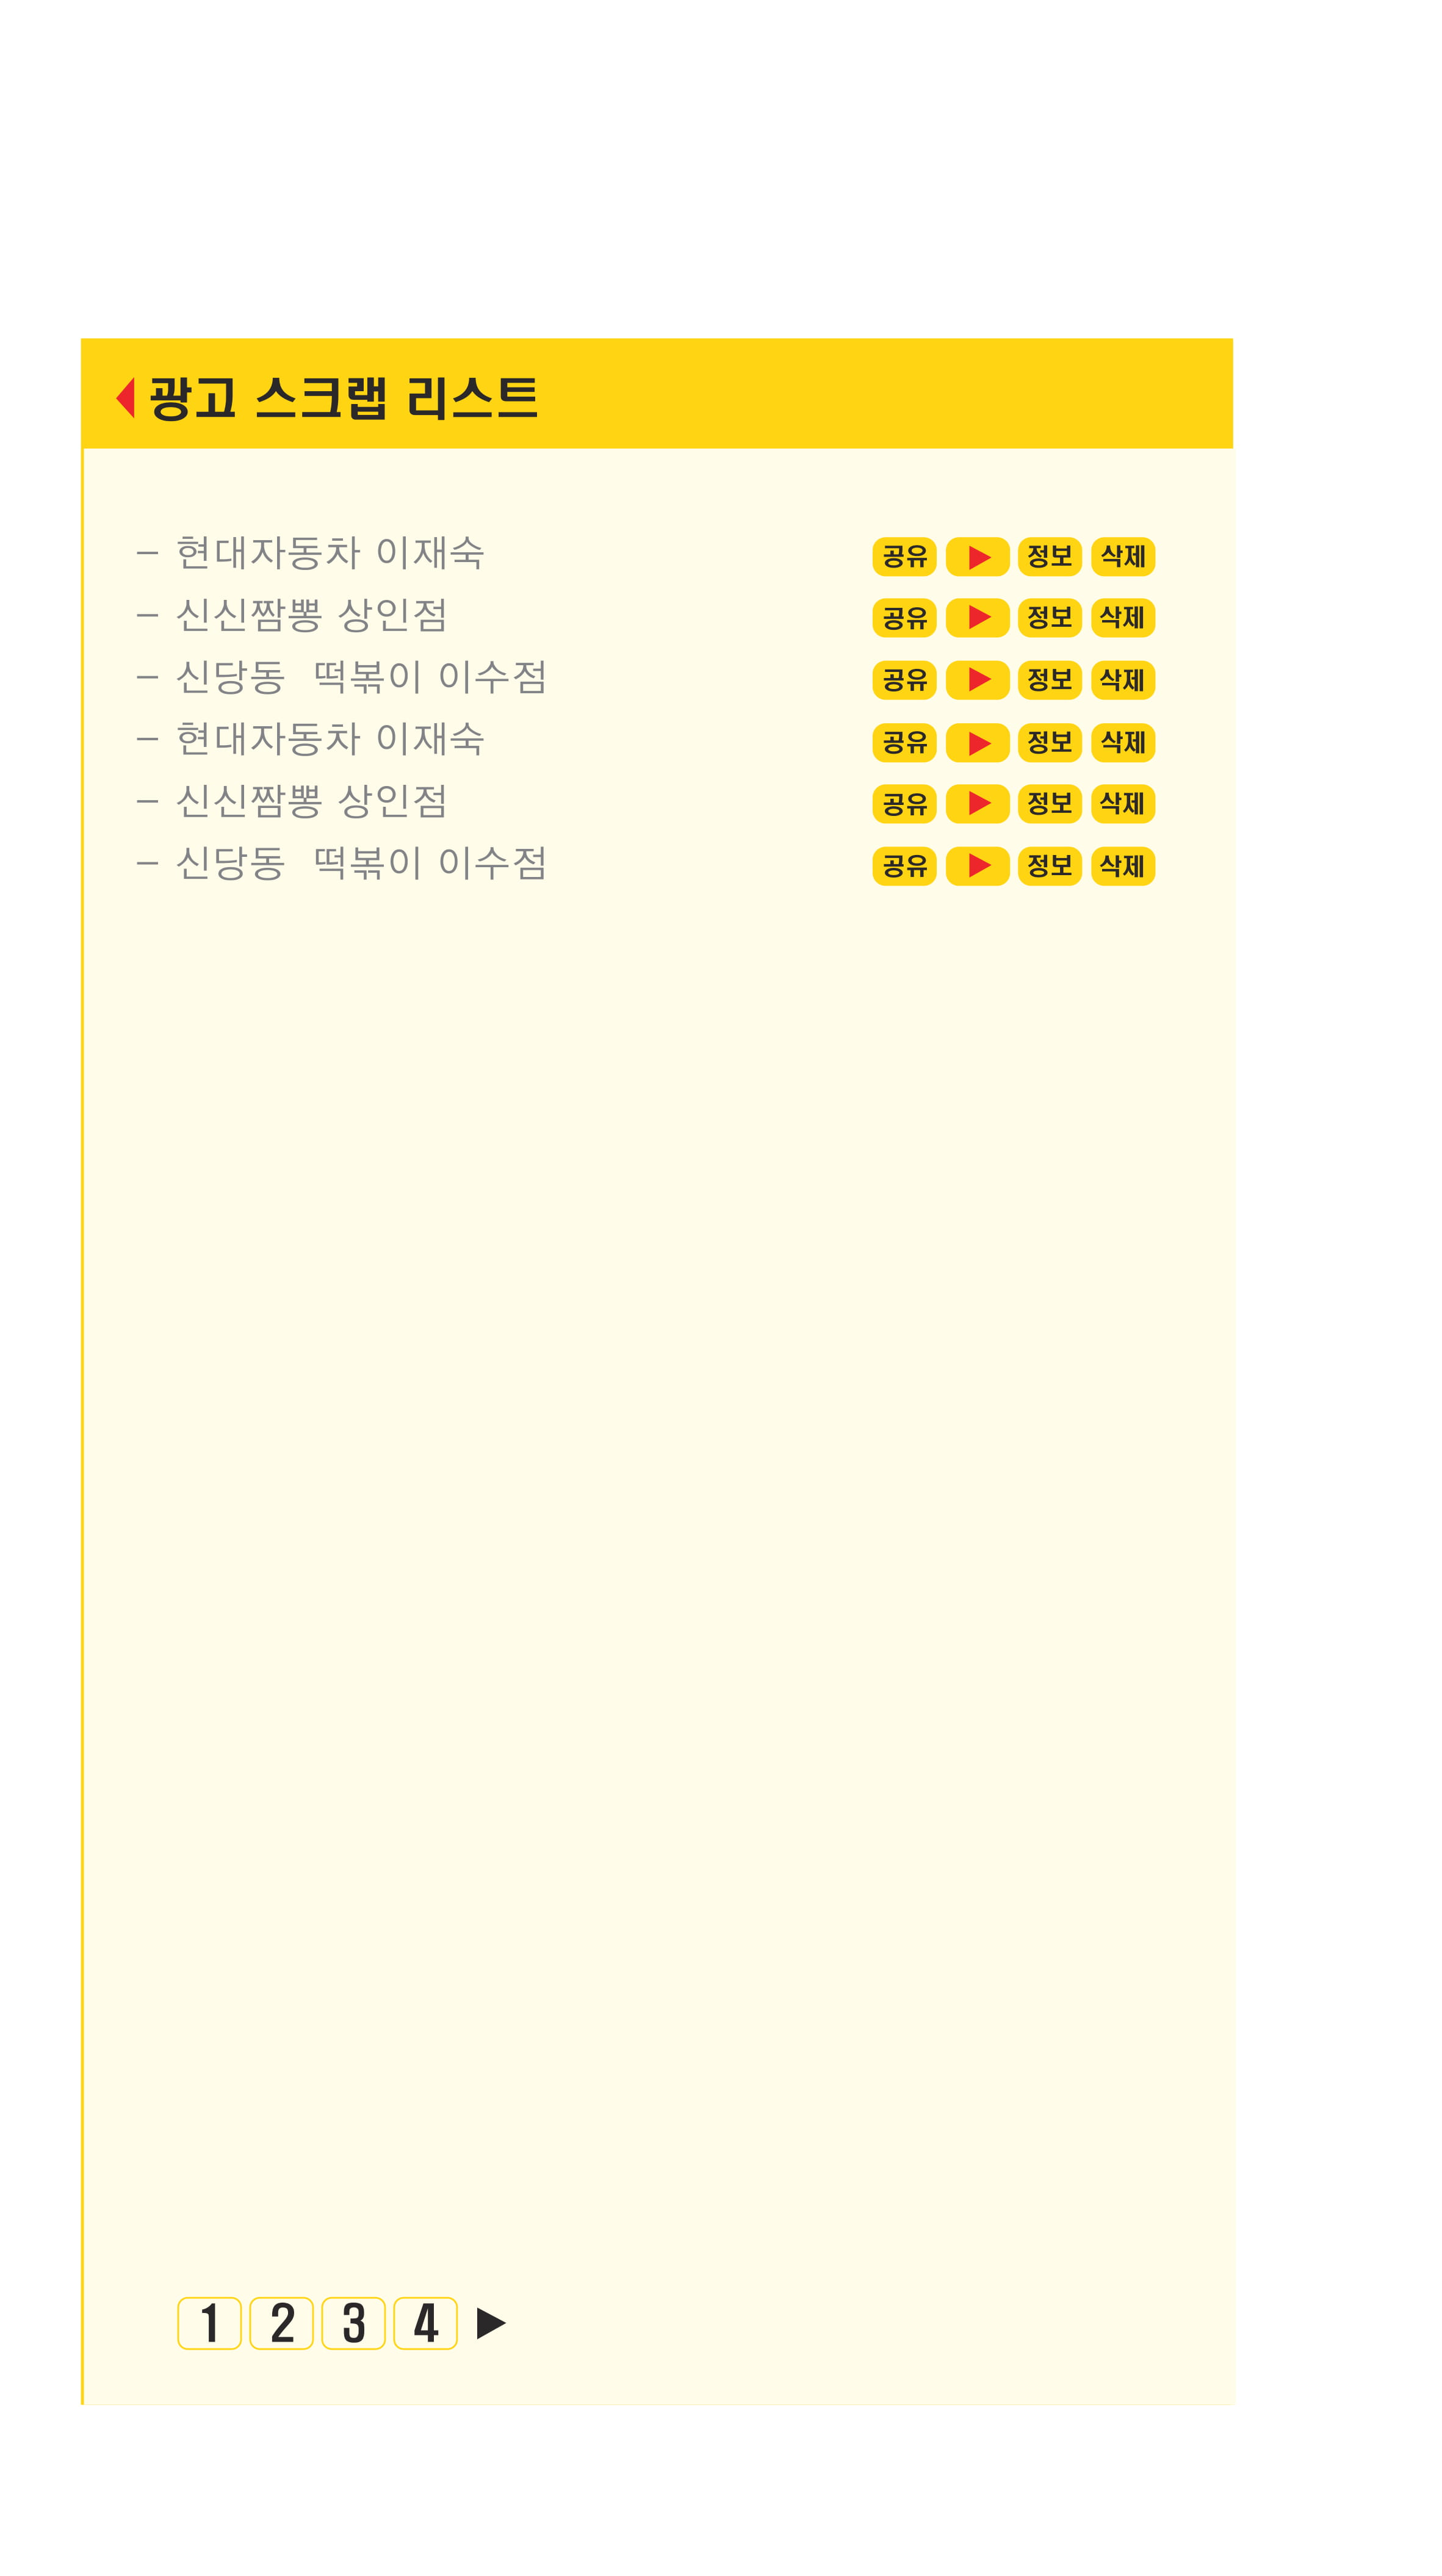 광고 스크랩 리스트
– 현대자동차 이재숙 공유 정보 삭제
– 신신짬뽕 상인점 공유 정보 삭제
– 신당동 떡볶이 이수점 공유 정보 삭제
– 현대자동차 이재숙 공유 정보 삭제
– 신신짬뽕 상인점 공유 정보 삭제
– 신당동 떡볶이 이수점 공유 정보 삭제
1 2 3 4